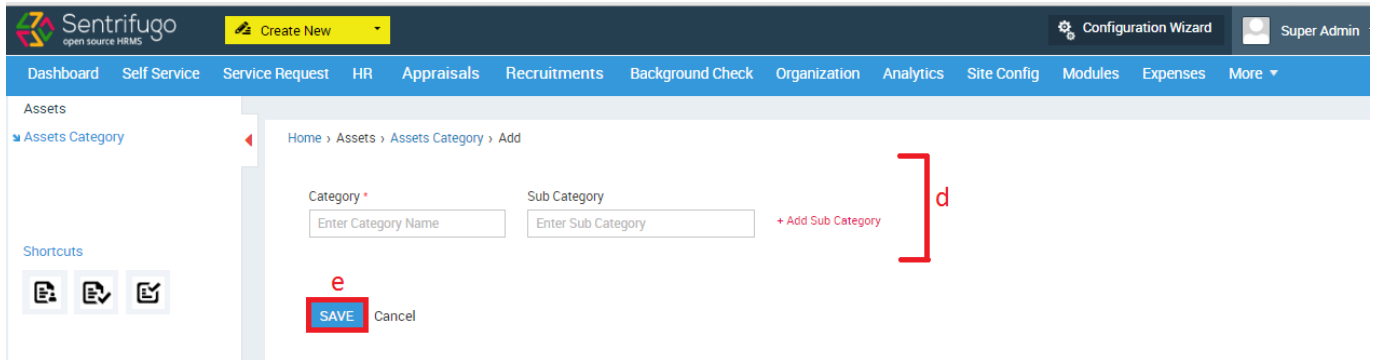 Sentrifugo
open source HRMS
Create New
Configuration Wizard
Super Admin
Dashboard Self Service Service Request HR Appraisals Recruitments Background Check Organization Analytics Site Config Modules Expenses More ▼
Assets
Assets Category
Home › Assets › Assets Category › Add
Category * Sub Category
Enter Category Name Enter Sub Category + Add Sub Category
d
Shortcuts
e
SAVE Cancel